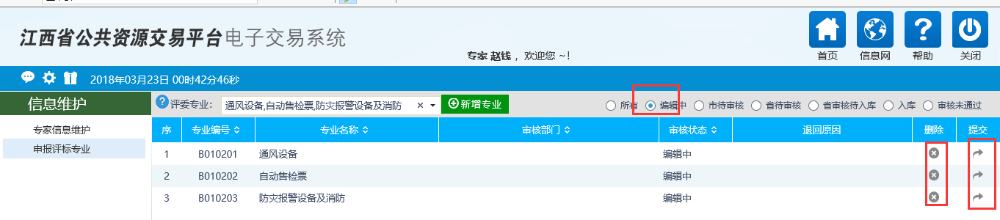 江西省公共资源交易平台电子交易系统
专家 赵钱 ，欢迎您 ~!
首页 信息网 帮助 关闭
2018年03月23日 00时42分46秒
信息维护
专家信息维护
申报评标专业
评委专业： 通风设备,自动售检票,防灾报警设备及消防 新增专业 所有 编辑中 市待审核 省待审核 省审核待入库 入库 审核未通过
序 专业编号 专业名称 审核部门 审核状态 退回原因 删除 提交
1 B010201 通风设备 编辑中
2 B010202 自动售检票 编辑中
3 B010203 防灾报警设备及消防 编辑中